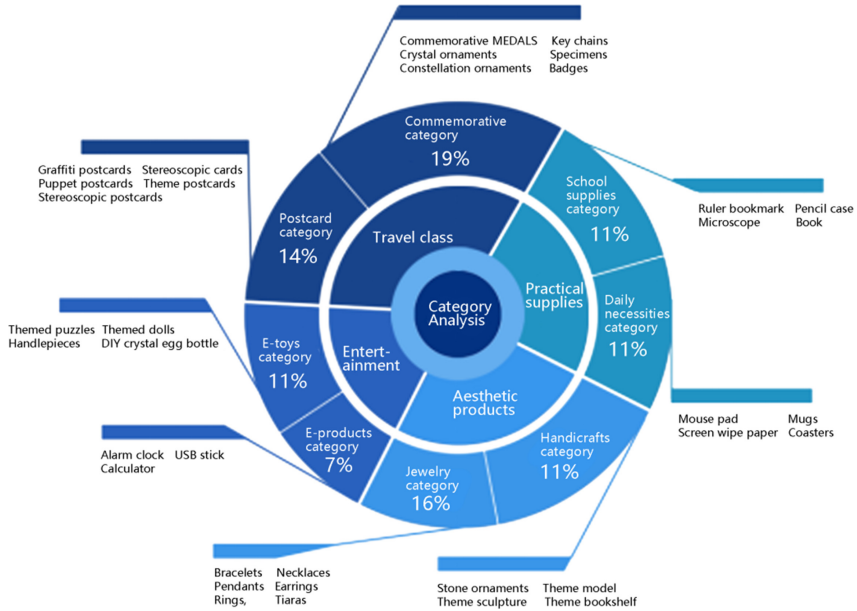 Commemorative MEDALS Key chains
Crystal ornaments Specimens
Constellation ornaments Badges
Commemorative
category
19%
Graffiti postcards Stereoscopic cards
Puppet postcards Theme postcards
Stereoscopic postcards
Postcard
category
14%
Travel class
School
supplies
category
11%
Ruler bookmark Pencil case
Microscope Book
Practical
supplies
Daily
necessities
category
11%
Category
Analysis
Themed puzzles Themed dolls
Handlepieces DIY crystal egg bottle
E-toys
category
11%
Entert-
ainment
Aesthetic
products
Mouse pad Mugs
Screen wipe paper Coasters
Alarm clock USB stick
Calculator
E-products
category
7%
Jewelry
category
16%
Handicrafts
category
11%
Bracelets Necklaces
Pendants Earrings
Rings, Tiaras
Stone ornaments Theme model
Theme sculpture Theme bookshelf